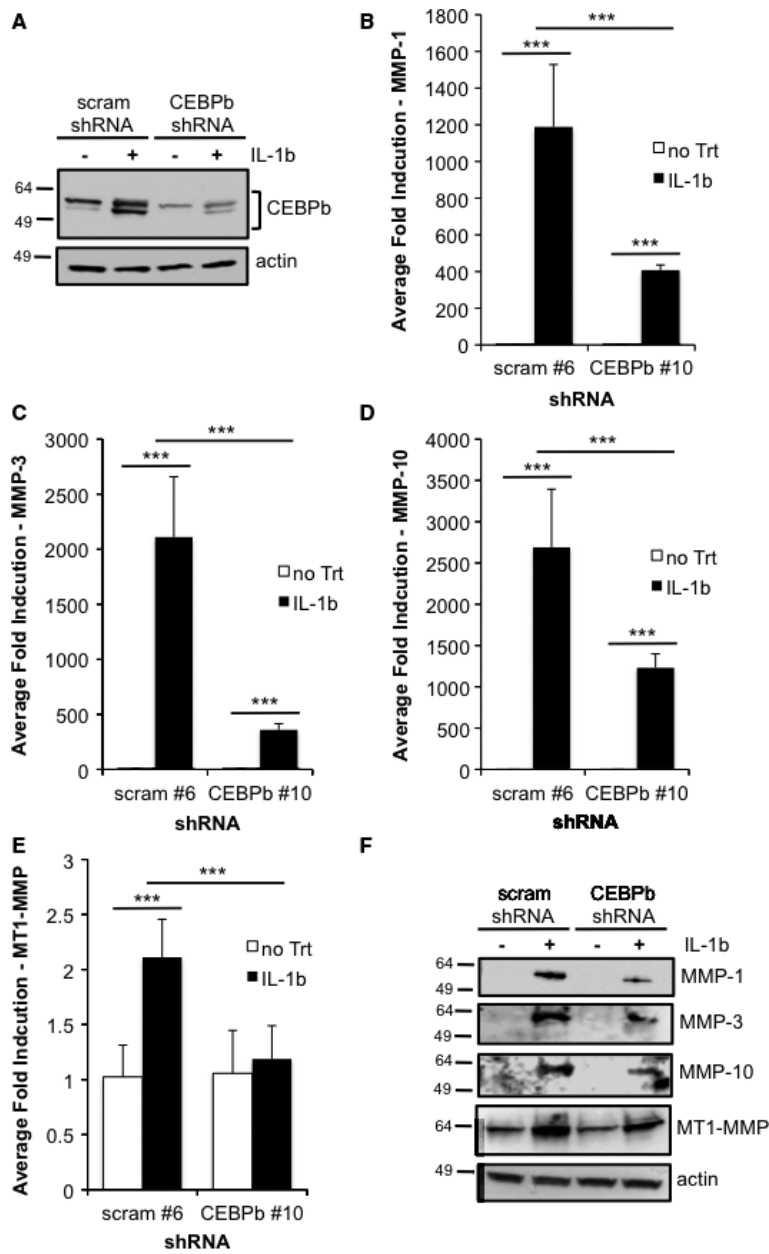 A
scram CEBPb
shRNA shRNA
- + - + IL-1b
64
49
CEBPb
49
actin
B
Average Fold Indcution - MMP-1
1800
1600
1400
1200
1000
800
600
400
200
0
***
***
***
no Trt
IL-1b
scram #6 CEBPb #10
shRNA
C
Average Fold Indcution - MMP-3
3000
2500
2000
1500
1000
500
0
***
***
***
no Trt
IL-1b
scram #6 CEBPb #10
shRNA
D
Average Fold Indcution - MMP-10
4000
3500
3000
2500
2000
1500
1000
500
0
***
***
***
no Trt
IL-1b
scram #6 CEBPb #10
shRNA
E
Average Fold Indcution - MT1-MMP
3
2.5
2
1.5
1
0.5
0
***
***
no Trt
IL-1b
scram #6 CEBPb #10
shRNA
F
scram CEBPb
shRNA shRNA
- + - + IL-1b
64
49
MMP-1
64
49
MMP-3
64
49
MMP-10
64
MT1-MMP
49
actin